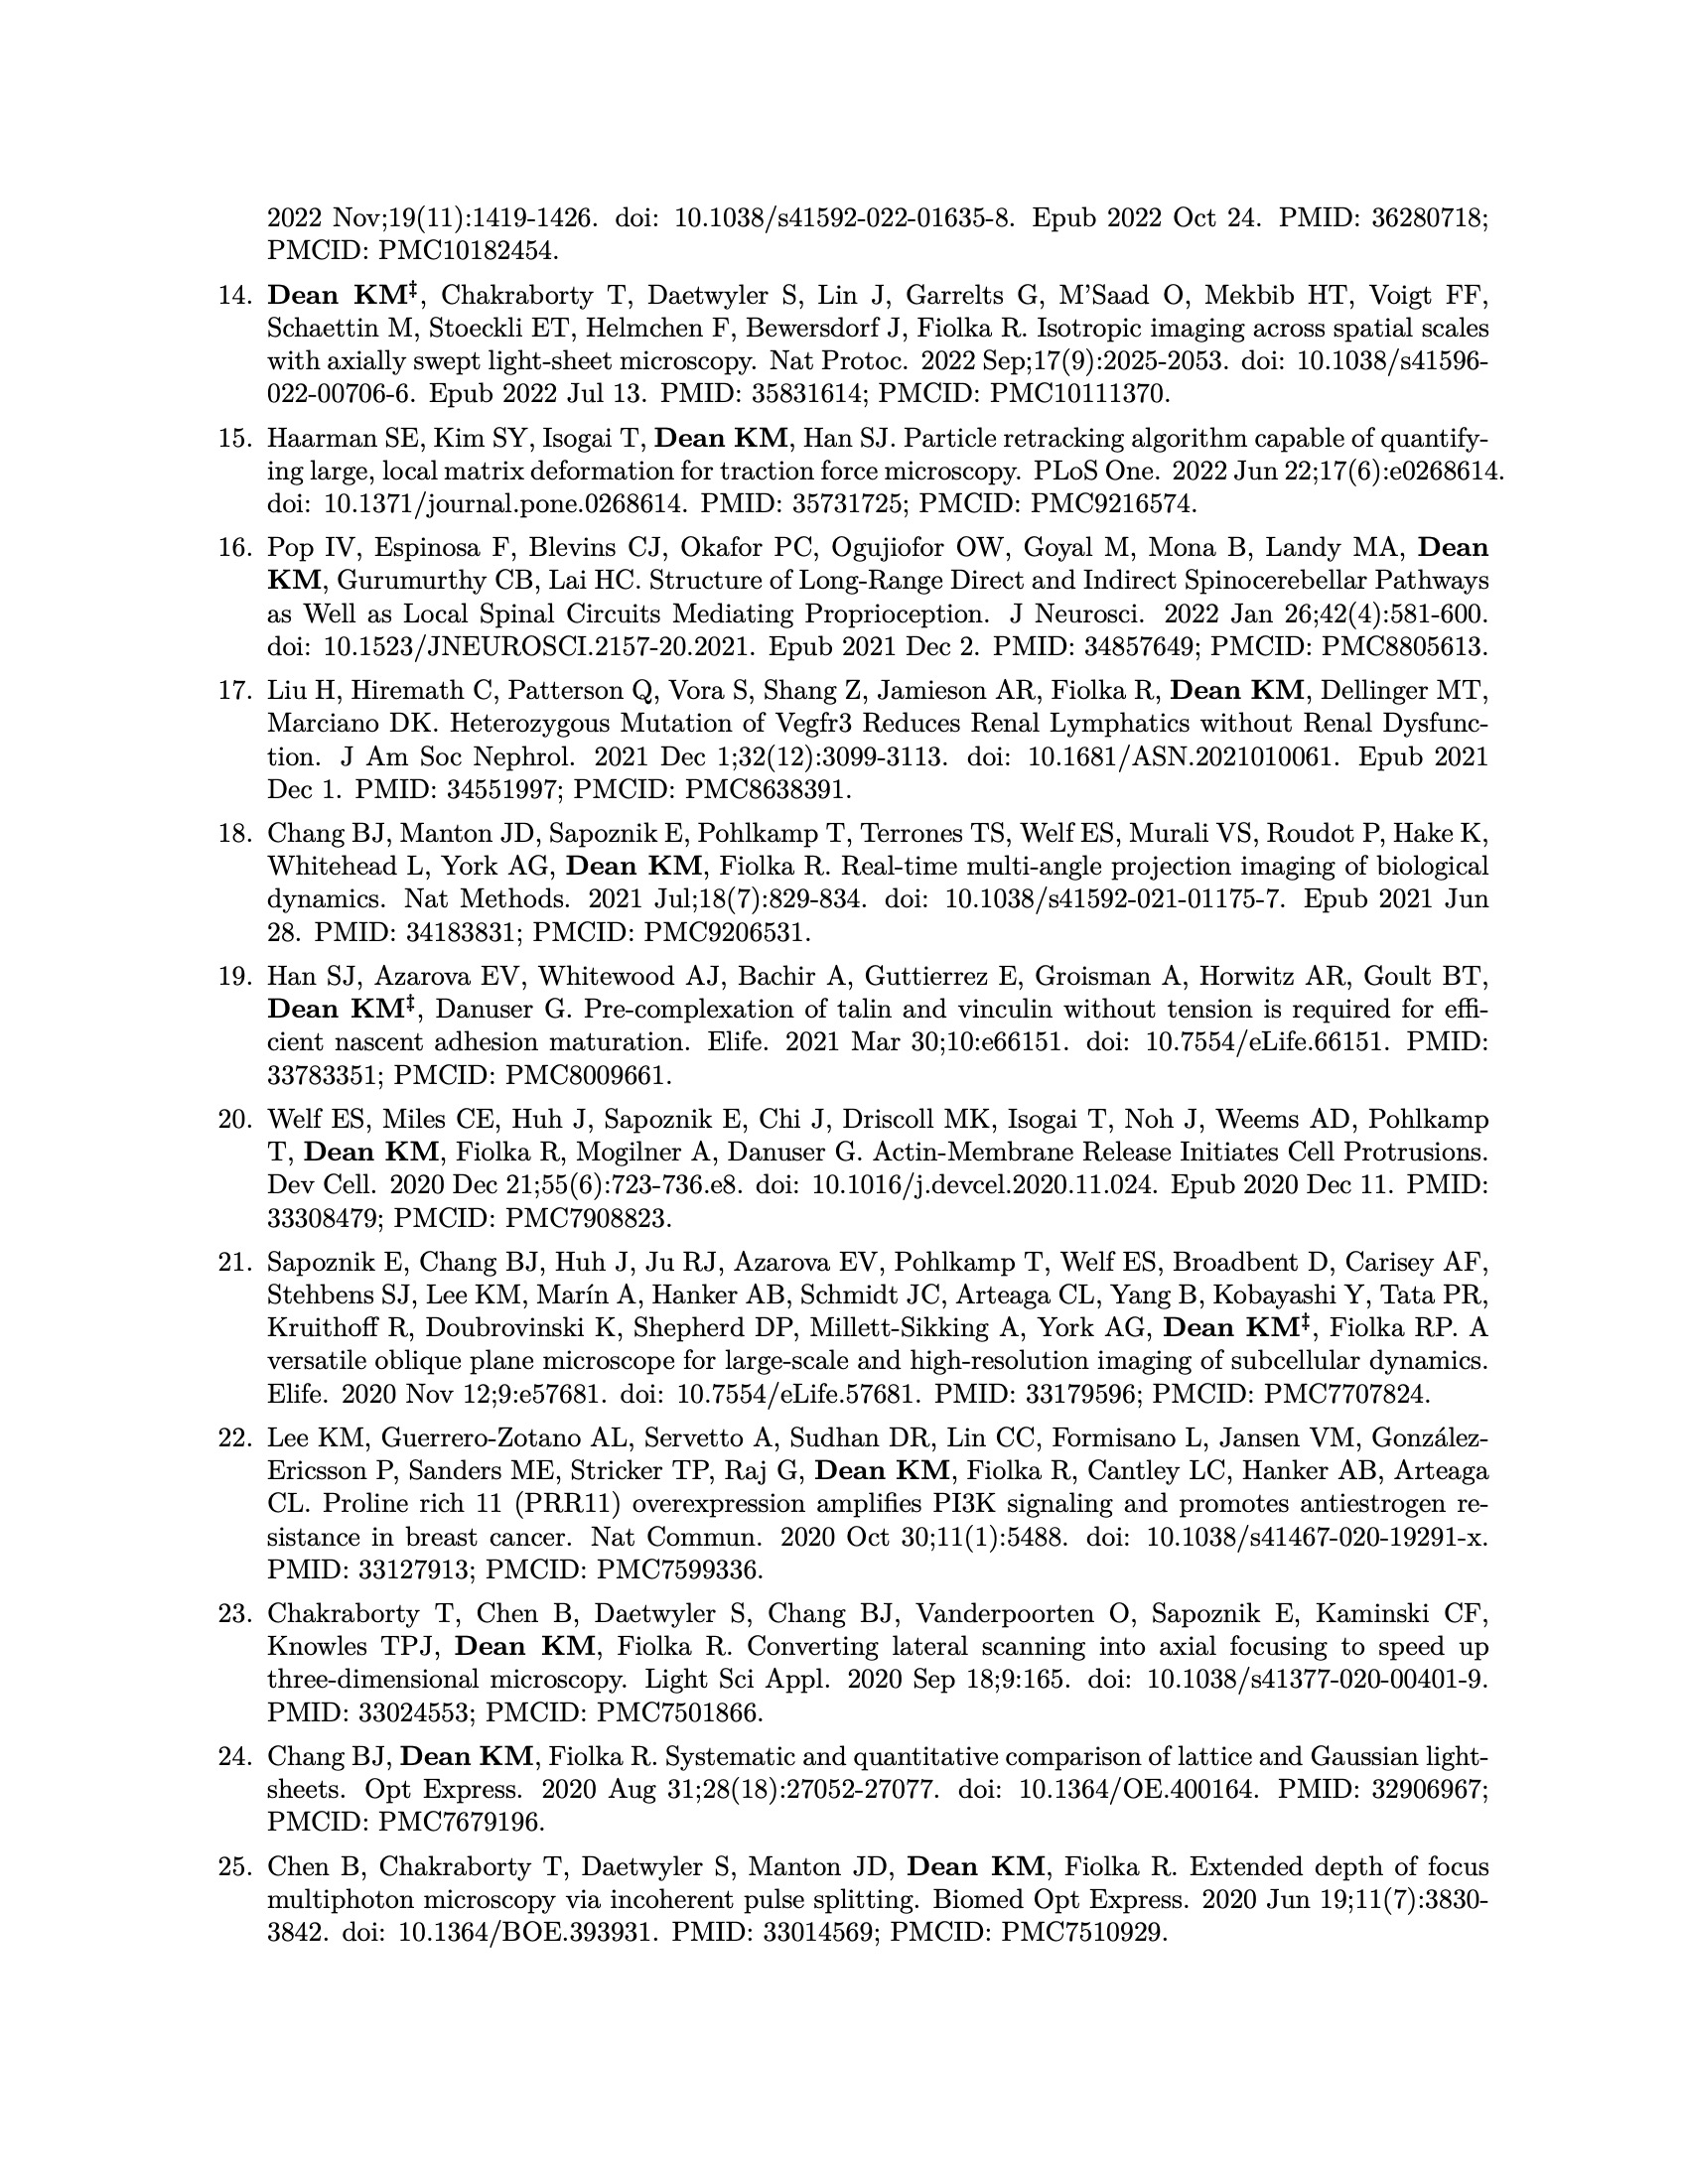 2022 Nov;19(11):1419-1426. doi: 10.1038/s41592-022-01635-8. Epub 2022 Oct 24. PMID: 36280718;
PMCID: PMC10182454.
14. Dean KM‡, Chakraborty T, Daetwyler S, Lin J, Garrelts G, M'Saad O, Mekbib HT, Voigt FF,
Schaettin M, Stoeckli ET, Helmchen F, Bewersdorf J, Fiolka R. Isotropic imaging across spatial scales
with axially swept light-sheet microscopy. Nat Protoc. 2022 Sep;17(9):2025-2053. doi: 10.1038/s41596-
022-00706-6. Epub 2022 Jul 13. PMID: 35831614; PMCID: PMC10111370.
15. Haarman SE, Kim SY, Isogai T, Dean KM, Han SJ. Particle retracking algorithm capable of quantify-
ing large, local matrix deformation for traction force microscopy. PLoS One. 2022 Jun 22;17(6):e0268614.
doi: 10.1371/journal.pone.0268614. PMID: 35731725; PMCID: PMC9216574.
16. Pop IV, Espinosa F, Blevins CJ, Okafor PC, Ogujiofor OW, Goyal M, Mona B, Landy MA, Dean
KM, Gurumurthy CB, Lai HC. Structure of Long-Range Direct and Indirect Spinocerebellar Pathways
as Well as Local Spinal Circuits Mediating Proprioception. J Neurosci. 2022 Jan 26;42(4):581-600.
doi: 10.1523/JNEUROSCI.2157-20.2021. Epub 2021 Dec 2. PMID: 34857649; PMCID: PMC8805613.
17. Liu H, Hiremath C, Patterson Q, Vora S, Shang Z, Jamieson AR, Fiolka R, Dean KM, Dellinger MT,
Marciano DK. Heterozygous Mutation of Vegfr3 Reduces Renal Lymphatics without Renal Dysfunc-
tion. J Am Soc Nephrol. 2021 Dec 1;32(12):3099-3113. doi: 10.1681/ASN.2021010061. Epub 2021
Dec 1. PMID: 34551997; PMCID: PMC8638391.
18. Chang BJ, Manton JD, Sapoznik E, Pohlkamp T, Terrones TS, Welf ES, Murali VS, Roudot P, Hake K,
Whitehead L, York AG, Dean KM, Fiolka R. Real-time multi-angle projection imaging of biological
dynamics. Nat Methods. 2021 Jul;18(7):829-834. doi: 10.1038/s41592-021-01175-7. Epub 2021 Jun
28. PMID: 34183831; PMCID: PMC9206531.
19. Han SJ, Azarova EV, Whitewood AJ, Bachir A, Guttierrez E, Groisman A, Horwitz AR, Goult BT,
Dean KM‡, Danuser G. Pre-complexation of talin and vinculin without tension is required for effi-
cient nascent adhesion maturation. Elife. 2021 Mar 30;10:e66151. doi: 10.7554/eLife.66151. PMID:
33783351; PMCID: PMC8009661.
20. Welf ES, Miles CE, Huh J, Sapoznik E, Chi J, Driscoll MK, Isogai T, Noh J, Weems AD, Pohlkamp
T, Dean KM, Fiolka R, Mogilner A, Danuser G. Actin-Membrane Release Initiates Cell Protrusions.
Dev Cell. 2020 Dec 21;55(6):723-736.e8. doi: 10.1016/j.devcel.2020.11.024. Epub 2020 Dec 11. PMID:
33308479; PMCID: PMC7908823.
21. Sapoznik E, Chang BJ, Huh J, Ju RJ, Azarova EV, Pohlkamp T, Welf ES, Broadbent D, Carisey AF,
Stehbens SJ, Lee KM, Marín A, Hanker AB, Schmidt JC, Arteaga CL, Yang B, Kobayashi Y, Tata PR,
Kruithoff R, Doubrovinski K, Shepherd DP, Millett-Sikking A, York AG, Dean KM‡, Fiolka RP. A
versatile oblique plane microscope for large-scale and high-resolution imaging of subcellular dynamics.
Elife. 2020 Nov 12;9:e57681. doi: 10.7554/eLife.57681. PMID: 33179596; PMCID: PMC7707824.
22. Lee KM, Guerrero-Zotano AL, Servetto A, Sudhan DR, Lin CC, Formisano L, Jansen VM, González-
Ericsson P, Sanders ME, Stricker TP, Raj G, Dean KM, Fiolka R, Cantley LC, Hanker AB, Arteaga
CL. Proline rich 11 (PRR11) overexpression amplifies PI3K signaling and promotes antiestrogen re-
sistance in breast cancer. Nat Commun. 2020 Oct 30;11(1):5488. doi: 10.1038/s41467-020-19291-x.
PMID: 33127913; PMCID: PMC7599336.
23. Chakraborty T, Chen B, Daetwyler S, Chang BJ, Vanderpoorten O, Sapoznik E, Kaminski CF,
Knowles TPJ, Dean KM, Fiolka R. Converting lateral scanning into axial focusing to speed up
three-dimensional microscopy. Light Sci Appl. 2020 Sep 18;9:165. doi: 10.1038/s41377-020-00401-9.
PMID: 33024553; PMCID: PMC7501866.
24. Chang BJ, Dean KM, Fiolka R. Systematic and quantitative comparison of lattice and Gaussian light-
sheets. Opt Express. 2020 Aug 31;28(18):27052-27077. doi: 10.1364/OE.400164. PMID: 32906967;
PMCID: PMC7679196.
25. Chen B, Chakraborty T, Daetwyler S, Manton JD, Dean KM, Fiolka R. Extended depth of focus
multiphoton microscopy via incoherent pulse splitting. Biomed Opt Express. 2020 Jun 19;11(7):3830-
3842. doi: 10.1364/BOE.393931. PMID: 33014569; PMCID: PMC7510929.